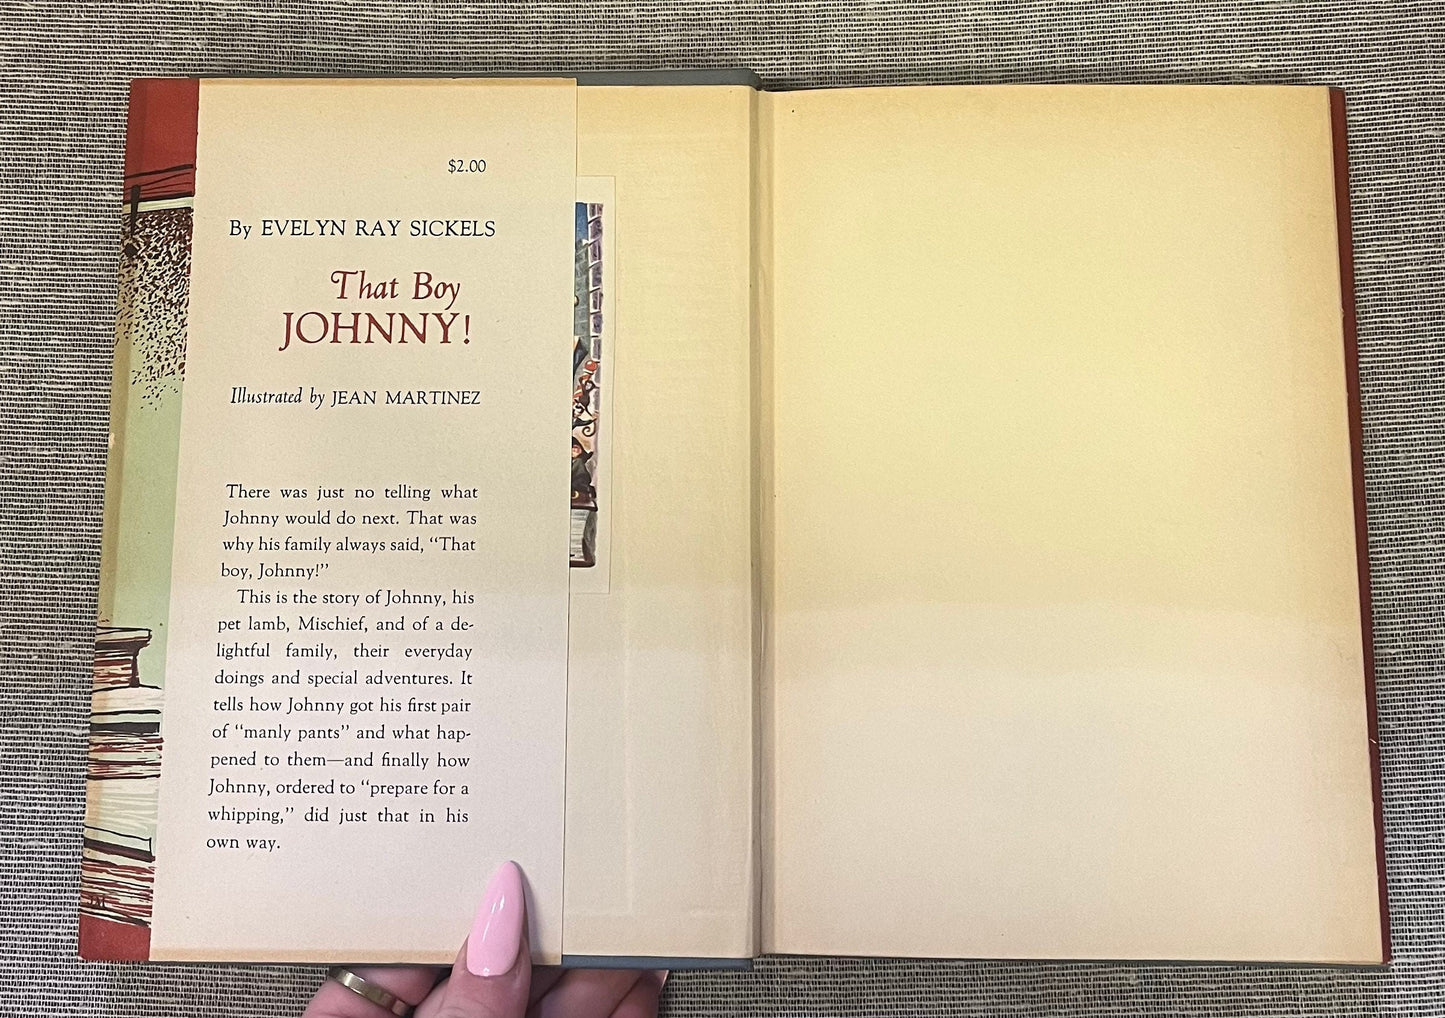 $2.00
By EVELYN RAY SICKELS
That Boy
JOHNNY!
Illustrated by JEAN MARTINEZ
There was just no telling what
Johnny would do next. That was
why his family always said, “That
boy, Johnny!”
This is the story of Johnny, his
pet lamb, Mischief, and of a de-
lightful family, their everyday
doings and special adventures. It
tells how Johnny got his first pair
of “manly pants” and what hap-
pened to them—and finally how
Johnny, ordered to “prepare for a
whipping,” did just that in his
own way.